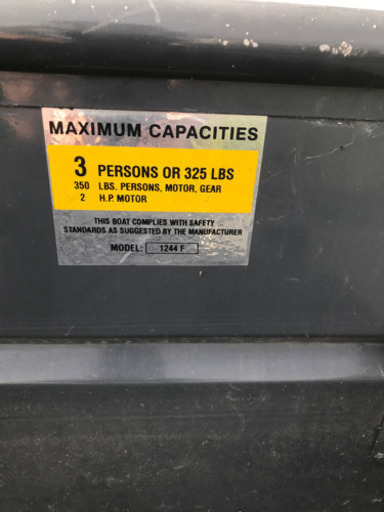 MAXIMUM CAPACITIES
3 PERSONS OR 325 LBS
350 LBS. PERSONS, MOTOR, GEAR
2 H.P. MOTOR
THIS BOAT COMPLIES WITH SAFETY
STANDARDS AS SUGGESTED BY THE MANUFACTURER
MODEL: 1244 F